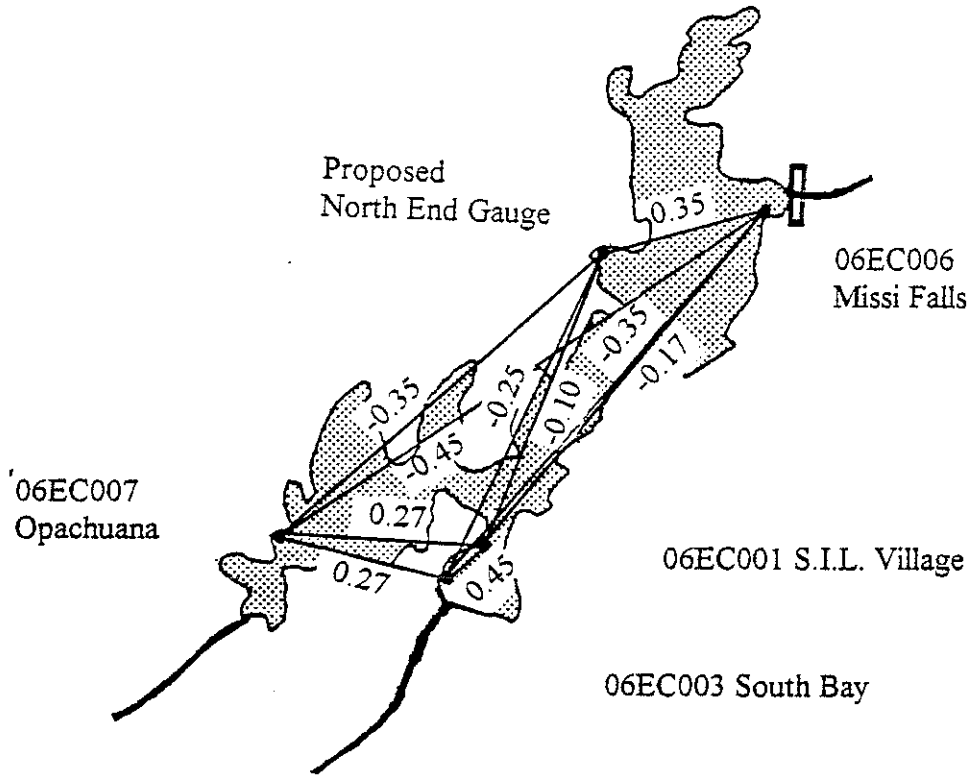 Proposed
North End Gauge
0.35
06EC006
Missi Falls
-0.35
-0.17
-0.25
-0.10
-0.35
-0.45
06EC007
Opachuana
0.27
0.27
0.45
06EC001 S.I.L. Village
06EC003 South Bay